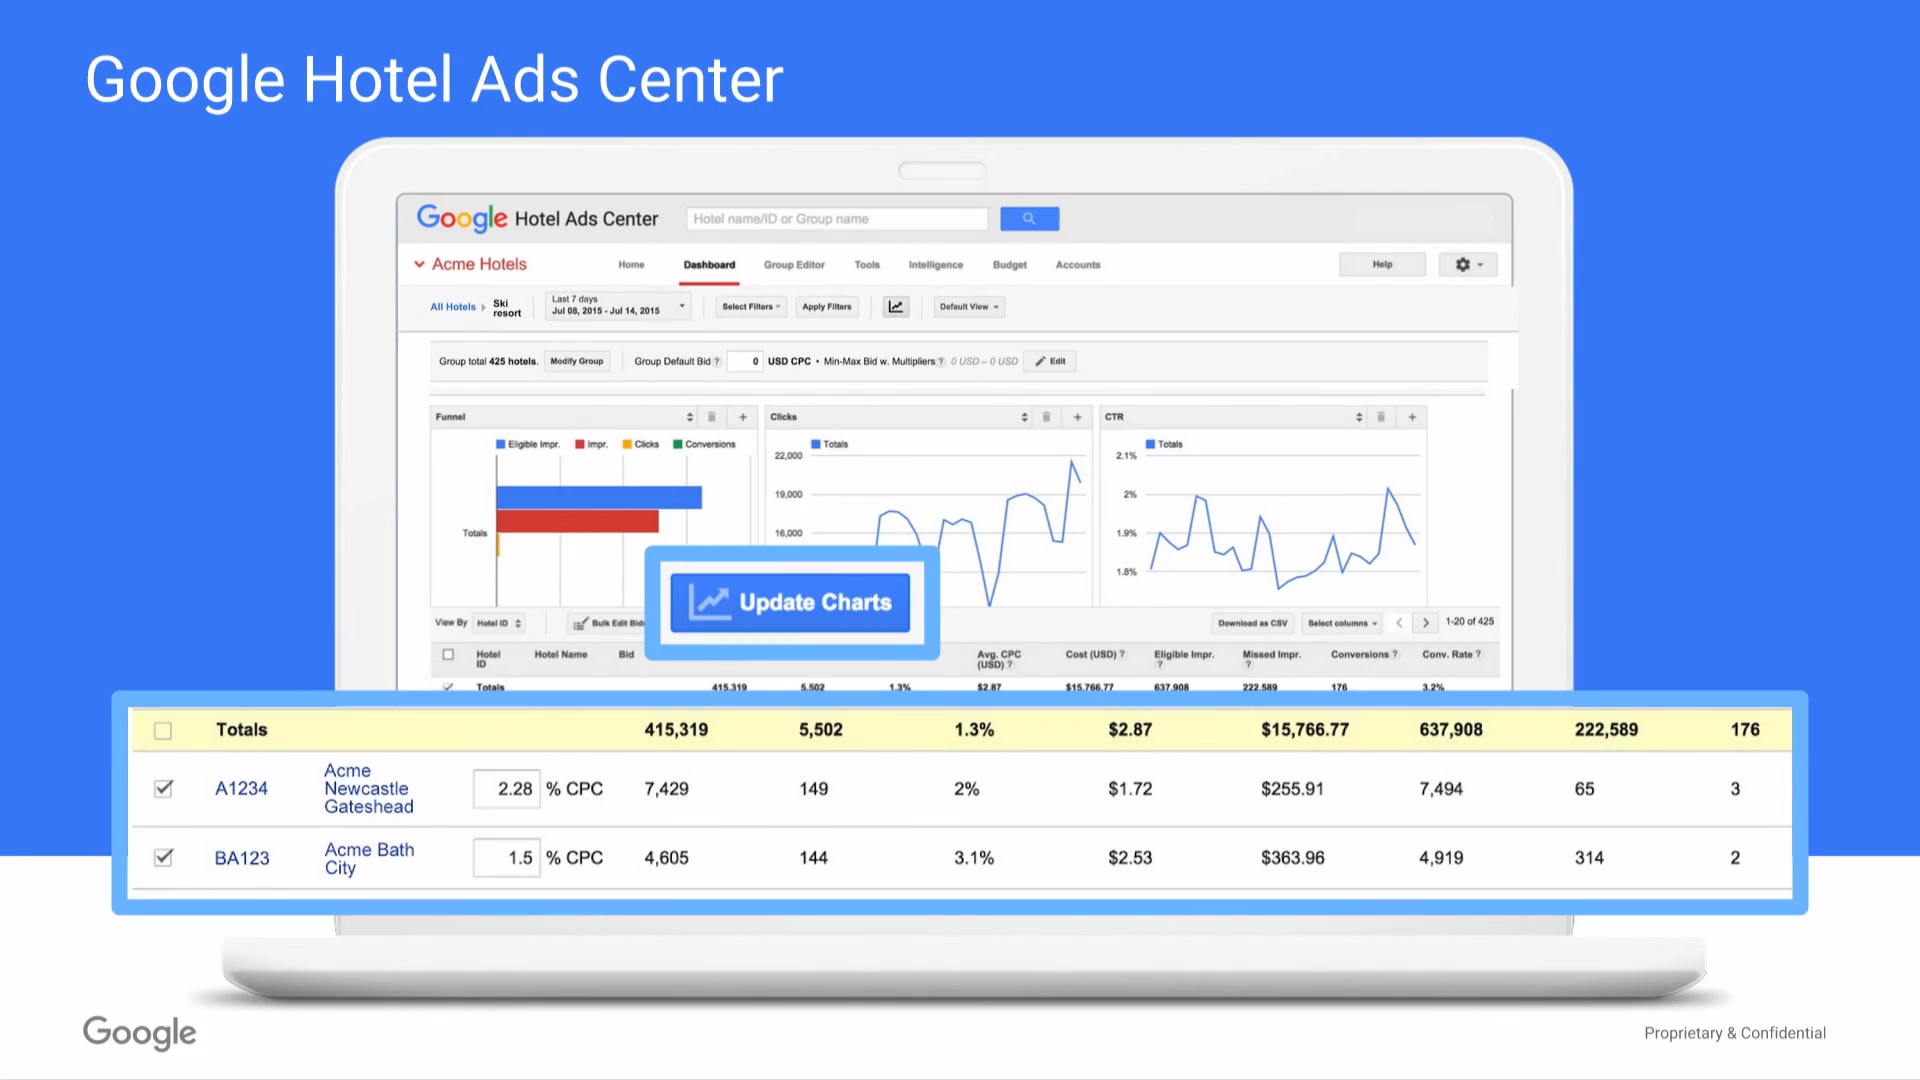 Google Hotel Ads Center
Google Hotel Ads Center Hotel name/ID or Group name
Acme Hotels Home Dashboard Group Editor Tools Intelligence Budget Accounts Help
All Hotels Ski resort Last 7 days Jul 08, 2015 - Jul 14, 2015 Select Filters Apply Filters Default View
Group total 425 hotels. Modify Group Group Default Bid ? 0 USD CPC • Min-Max Bid w. Multipliers ? 0 USD – 0 USD Edit
Funnel
Eligible Impr. Impr. Clicks Conversions
Totals
Clicks
Totals
22,000
19,000
16,000
CTR
Totals
2.1%
2%
1.9%
1.8%
Update Charts
View By Hotel ID Bulk Edit Bids Download as CSV Select columns 1-20 of 425
Hotel ID Hotel Name Bid Avg. CPC (USD) ? Cost (USD) ? Eligible Impr. ? Missed Impr. ? Conversions ? Conv. Rate ?
Totals 415,319 5,502 1.3% $2.87 $15,766.77 637,908 222,589 176 3.2%
Totals 415,319 5,502 1.3% $2.87 $15,766.77 637,908 222,589 176
A1234 Acme Newcastle Gateshead 2.28 % CPC 7,429 149 2% $1.72 $255.91 7,494 65 3
BA123 Acme Bath City 1.5 % CPC 4,605 144 3.1% $2.53 $363.96 4,919 314 2
Google
Proprietary & Confidential